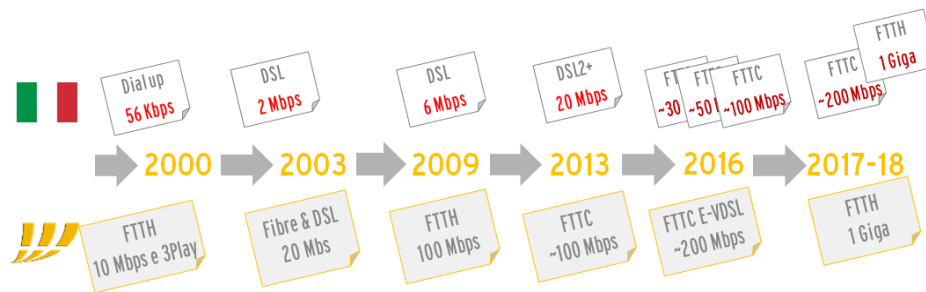 Dial up
56 Kbps
DSL
2 Mbps
DSL
6 Mbps
DSL2+
20 Mbps
~30
~50
FTTC
~100 Mbps
FTTC
~200 Mbps
FTTH
1 Giga
2000
2003
2009
2013
2016
2017-18
FTTH
10 Mbps e 3Play
Fibre & DSL
20 Mbs
FTTH
100 Mbps
FTTC
~100 Mbps
FTTC E-VDSL
~200 Mbps
FTTH
1 Giga